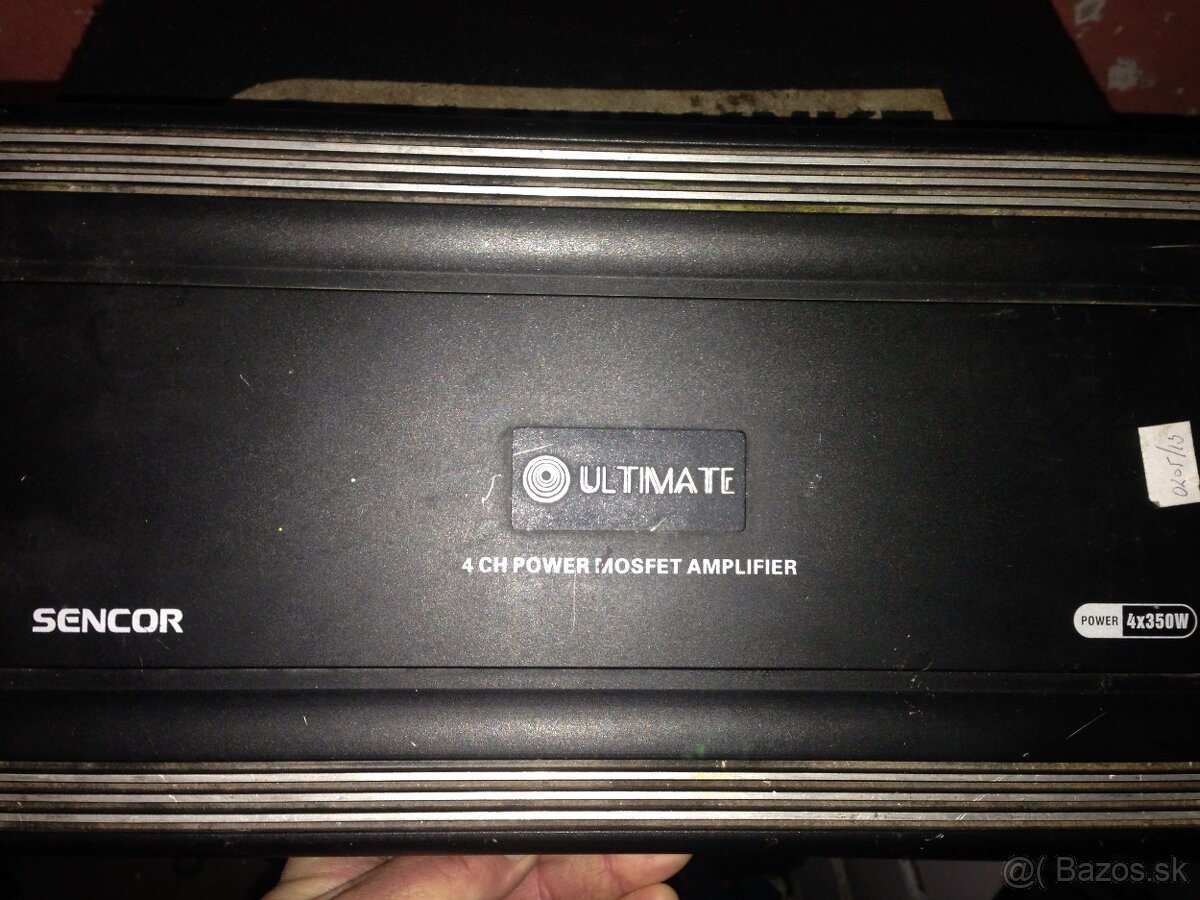 ULTIMATE
4 CH POWER MOSFET AMPLIFIER
SENCOR
POWER 4x350W
@( Bazos.sk